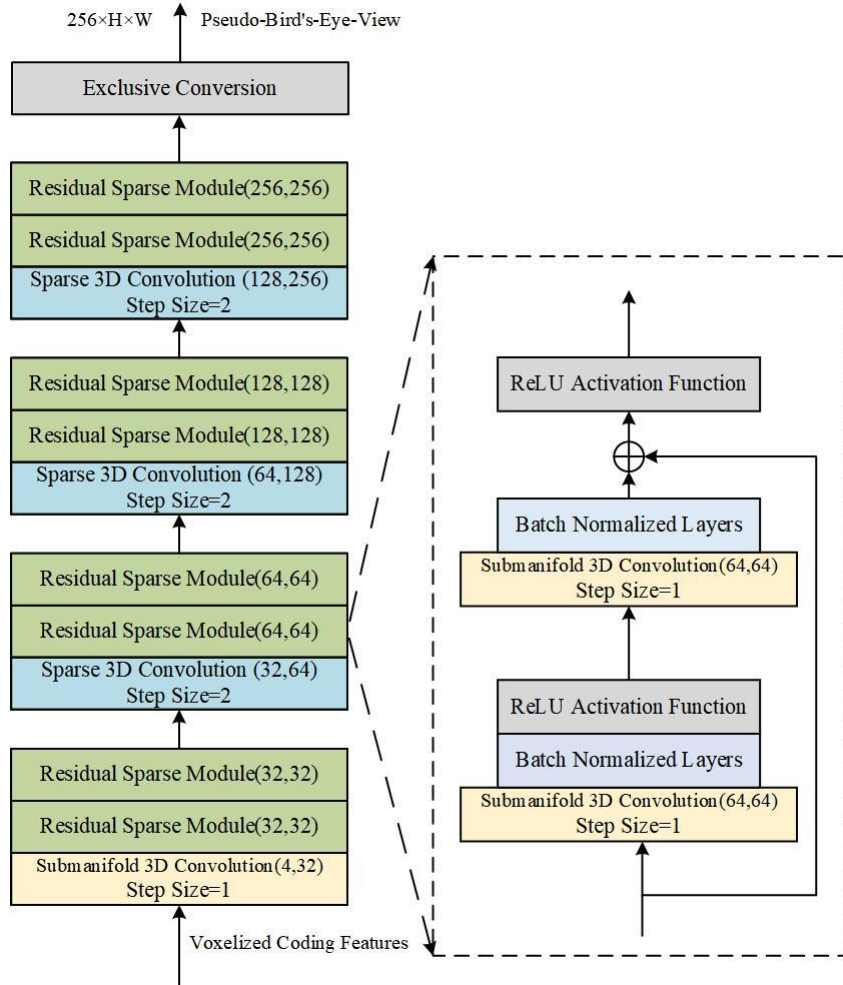 256×H×W
Pseudo-Bird's-Eye-View
Exclusive Conversion
Residual Sparse Module(256,256)
Residual Sparse Module(256,256)
Sparse 3D Convolution (128,256)
Step Size=2
Residual Sparse Module(128,128)
Residual Sparse Module(128,128)
Sparse 3D Convolution (64,128)
Step Size=2
Residual Sparse Module(64,64)
Residual Sparse Module(64,64)
Sparse 3D Convolution (32,64)
Step Size=2
Residual Sparse Module(32,32)
Residual Sparse Module(32,32)
Submanifold 3D Convolution(4,32)
Step Size=1
Voxelized Coding Features
ReLU Activation Function
Batch Normalized Layers
Submanifold 3D Convolution(64,64)
Step Size=1
ReLU Activation Function
Batch Normalized Layers
Submanifold 3D Convolution(64,64)
Step Size=1